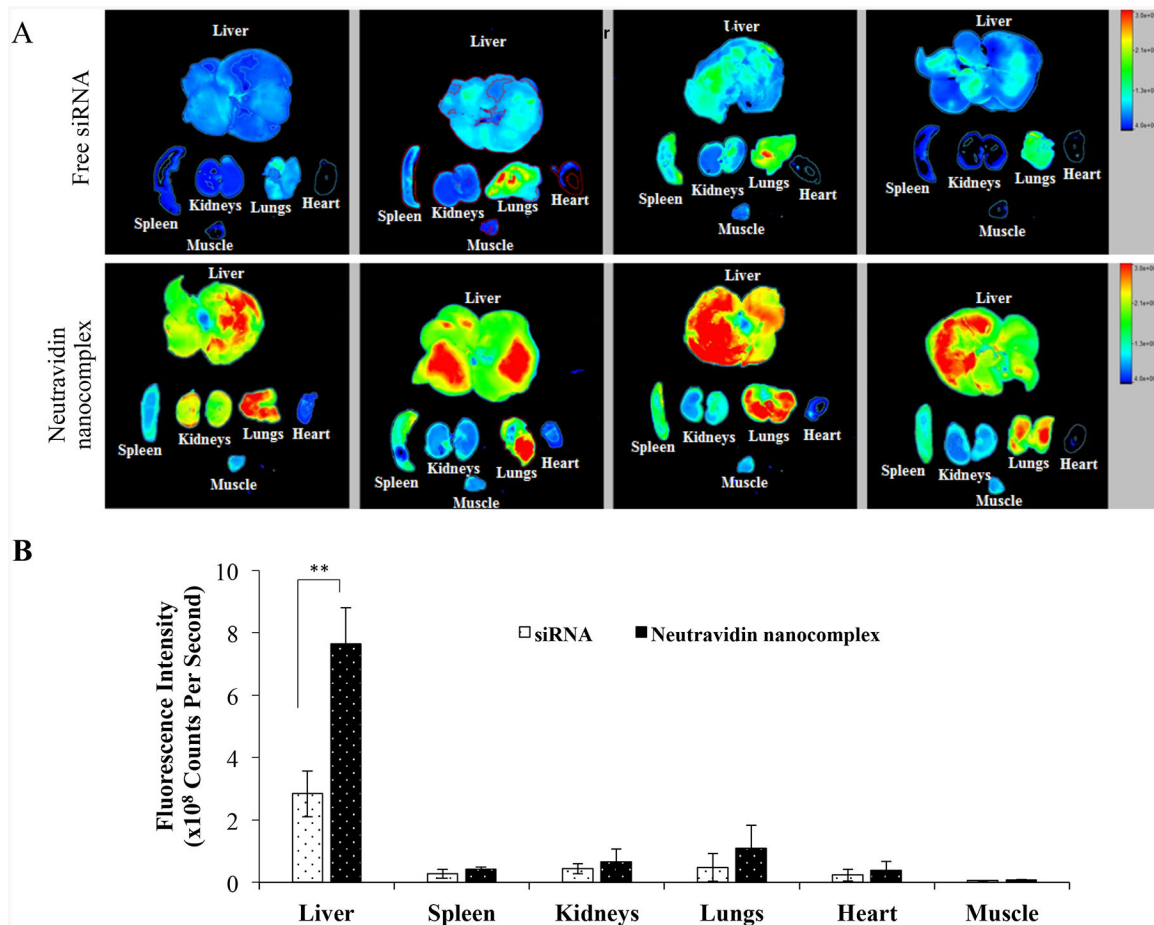 A
Free siRNA
Liver
Spleen
Kidneys
Lungs
Heart
Muscle
Liver
Spleen
Kidneys
Lungs
Heart
Muscle
r
Liver
Spleen
Kidneys
Lungs
Heart
Muscle
Liver
Spleen
Kidneys
Lungs
Heart
Muscle
Neutravidin
nanocomplex
Liver
Spleen
Kidneys
Lungs
Heart
Muscle
Liver
Spleen
Kidneys
Lungs
Heart
Muscle
Liver
Spleen
Kidneys
Lungs
Heart
Muscle
Liver
Spleen
Kidneys
Lungs
Heart
Muscle
B
Fluorescence Intensity
(x10⁸ Counts Per Second)
10
8
6
4
2
0
**
siRNA
Neutravidin nanocomplex
Liver Spleen Kidneys Lungs Heart Muscle